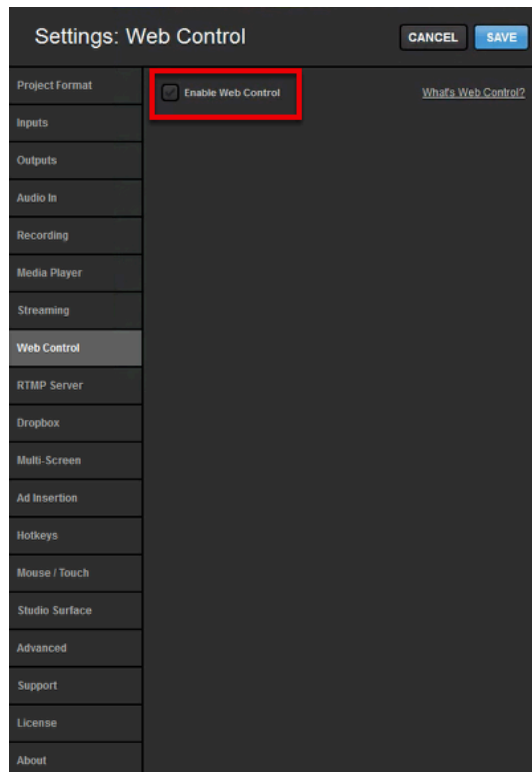 Settings: Web Control
CANCEL
SAVE
Project Format
Enable Web Control
What's Web Control?
Inputs
Outputs
Audio In
Recording
Media Player
Streaming
Web Control
RTMP Server
Dropbox
Multi-Screen
Ad Insertion
Hotkeys
Mouse / Touch
Studio Surface
Advanced
Support
License
About